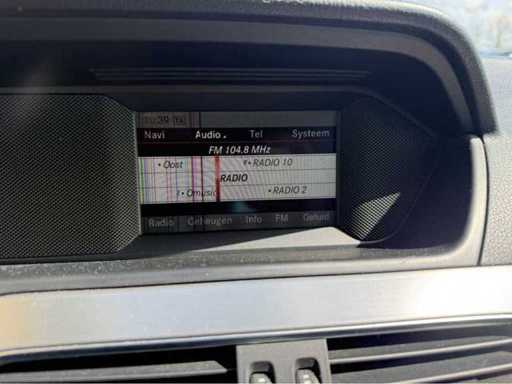 Navi Audio Tel Systeem
FM 104.8 MHz
• Oost • RADIO 10
RADIO
• Qmusic • RADIO 2
Radio Geheugen Info FM Geluid